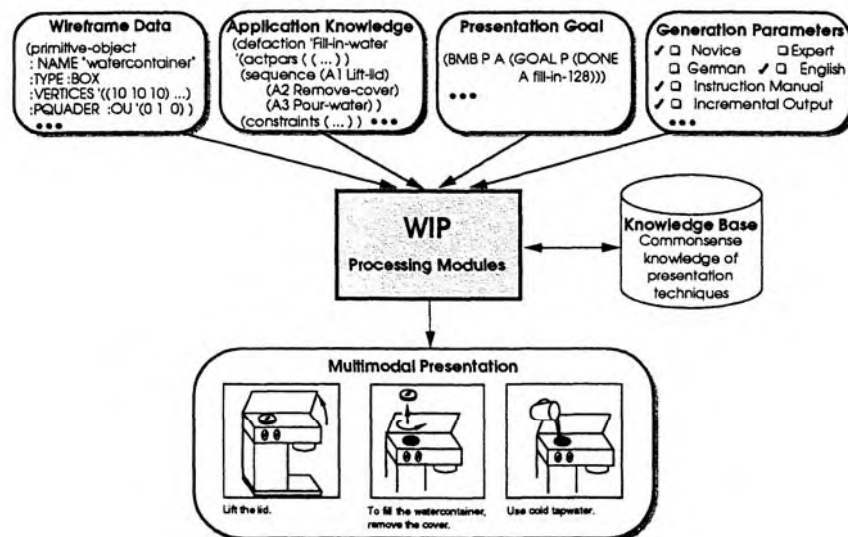 Wireframe Data
(primitive-object
: NAME "watercontainer"
:TYPE :BOX
:VERTICES '((10 10 10) ...)
:PQUADER :OU '(0 1 0) )
•••
Application Knowledge
(defaction 'Fill-in-water
'(actpars ( ( ... ) )
(sequence (A1 Lift-lid)
(A2 Remove-cover)
(A3 Pour-water) )
(constraints ( ... ) ) •••
Presentation Goal
(BMB P A (GOAL P (DONE
A fill-in-128)))
•••
Generation Parameters
✓ ❑ Novice ❑ Expert
❑ German ✓ ❑ English
✓ ❑ Instruction Manual
✓ ❑ Incremental Output
•••
WIP
Processing Modules
Knowledge Base
Commonsense
knowledge of
presentation
techniques
Multimodal Presentation
Lift the lid.
To fill the watercontainer,
remove the cover.
Use cold tapwater.